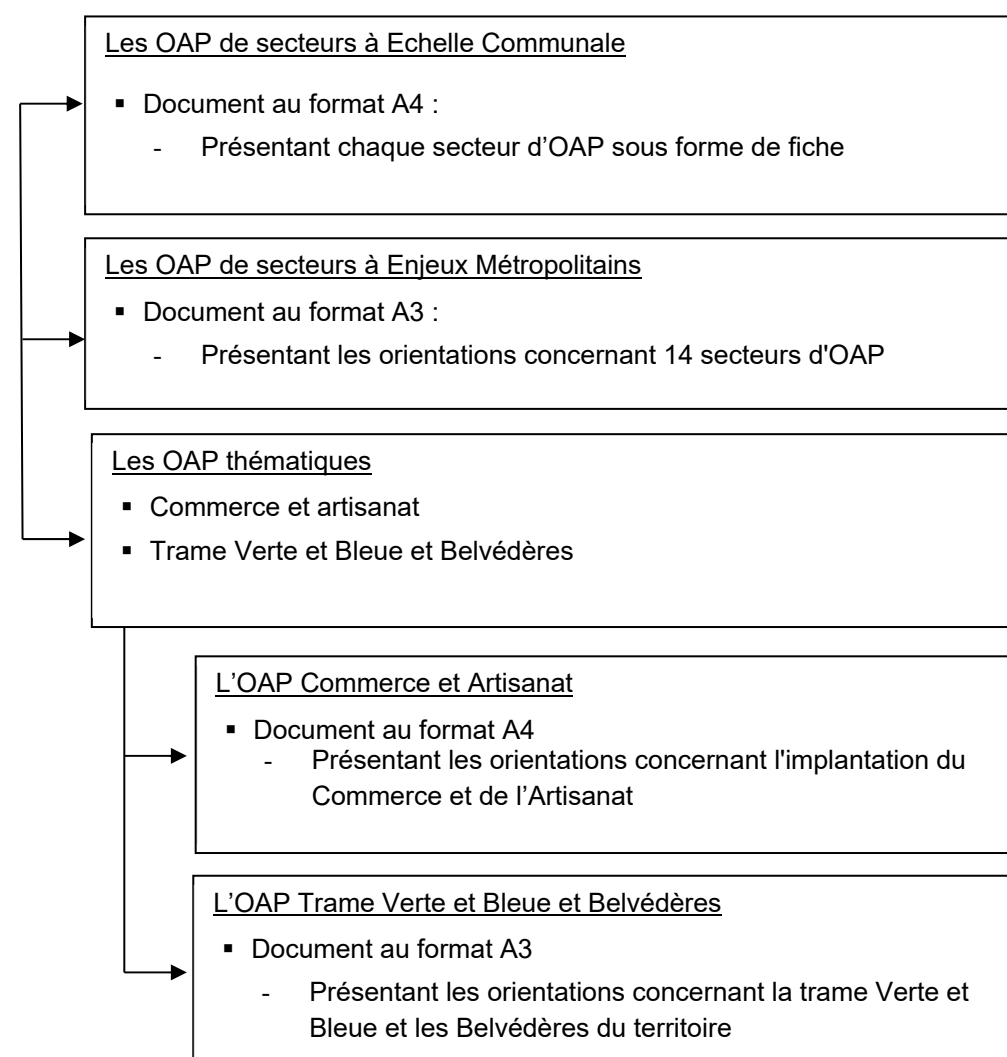 Les OAP de secteurs à Echelle Communale
▪ Document au format A4 :
- Présentant chaque secteur d’OAP sous forme de fiche
Les OAP de secteurs à Enjeux Métropolitains
▪ Document au format A3 :
- Présentant les orientations concernant 14 secteurs d'OAP
Les OAP thématiques
▪ Commerce et artisanat
▪ Trame Verte et Bleue et Belvédères
L’OAP Commerce et Artisanat
▪ Document au format A4
- Présentant les orientations concernant l'implantation du
Commerce et de l’Artisanat
L’OAP Trame Verte et Bleue et Belvédères
▪ Document au format A3
- Présentant les orientations concernant la trame Verte et
Bleue et les Belvédères du territoire